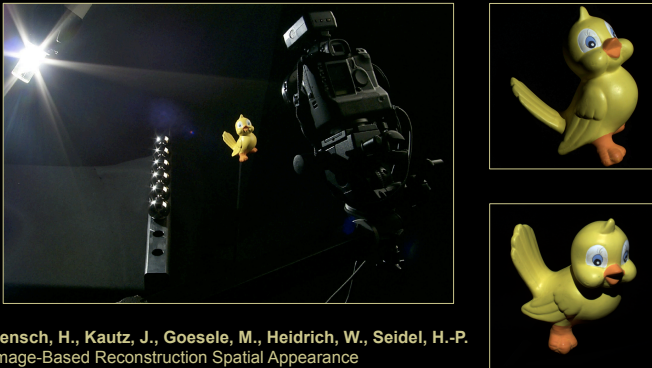 ensch, H., Kautz, J., Goesele, M., Heidrich, W., Seidel, H.-P.
mage-Based Reconstruction Spatial Appearance